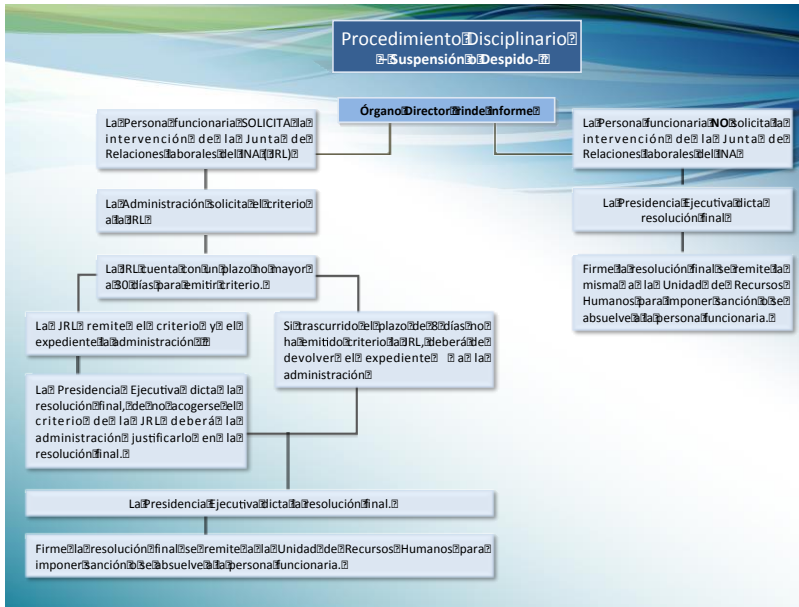 Procedimiento Disciplinario
- Suspensión o Despido-
Órgano Director rinde informe
La Persona funcionaria SOLICITA la
intervención de la Junta de
Relaciones laborales del INA (JRL)
La Persona funcionaria NO solicita la
intervención de la Junta de
Relaciones laborales del INA
La Administración solicita el criterio
a la JRL
La Presidencia Ejecutiva dicta
resolución final
La JRL cuenta con un plazo no mayor
a 30 días para emitir criterio.
Firme la resolución final se remite la
misma a la Unidad de Recursos
Humanos para imponer sanción o se
absuelve a la persona funcionaria.
La JRL remite el criterio y el
expediente la administración
Si trascurrido el plazo de 8 días no
ha emitido criterio la JRL, deberá de
devolver el expediente a la
administración
La Presidencia Ejecutiva dicta la
resolución final, de no acogerse el
criterio de la JRL deberá la
administración justificarlo en la
resolución final.
La Presidencia Ejecutiva dicta la resolución final.
Firme la resolución final se remite a la Unidad de Recursos Humanos para
imponer sanción o se absuelve a la persona funcionaria.